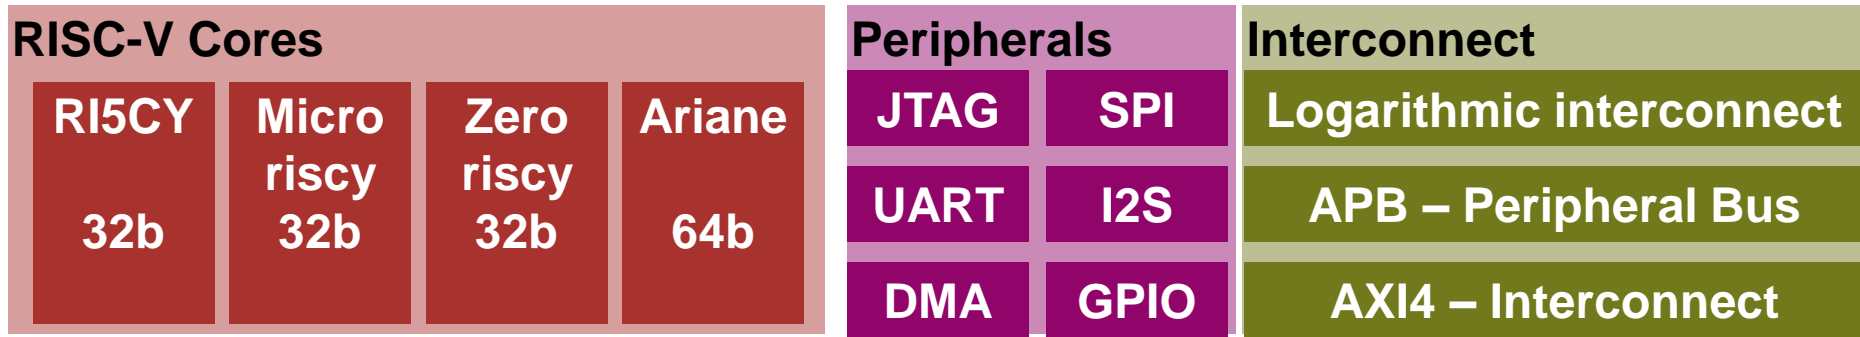 RISC-V Cores
RI5CY
32b
Micro
riscy
32b
Zero
riscy
32b
Ariane
64b
Peripherals
JTAG
SPI
UART
I2S
DMA
GPIO
Interconnect
Logarithmic interconnect
APB – Peripheral Bus
AXI4 – Interconnect